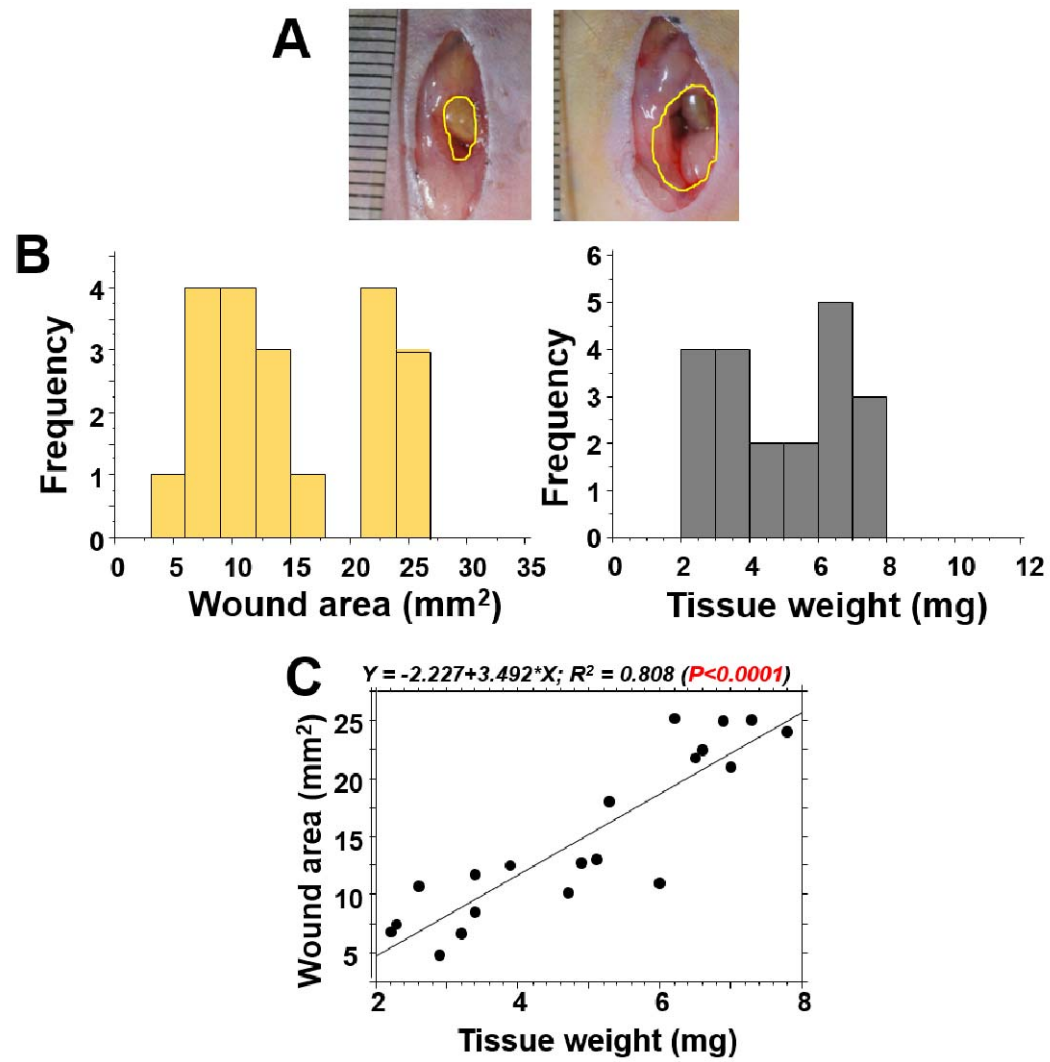 A
B
Frequency
4
3
2
1
0
0 5 10 15 20 25 30 35
Wound area (mm²)
Frequency
6
5
4
3
2
1
0
0 2 4 6 8 10 12
Tissue weight (mg)
C
Y = -2.227+3.492*X; R² = 0.808 (P<0.0001)
Wound area (mm²)
25
20
15
10
5
2 4 6 8
Tissue weight (mg)